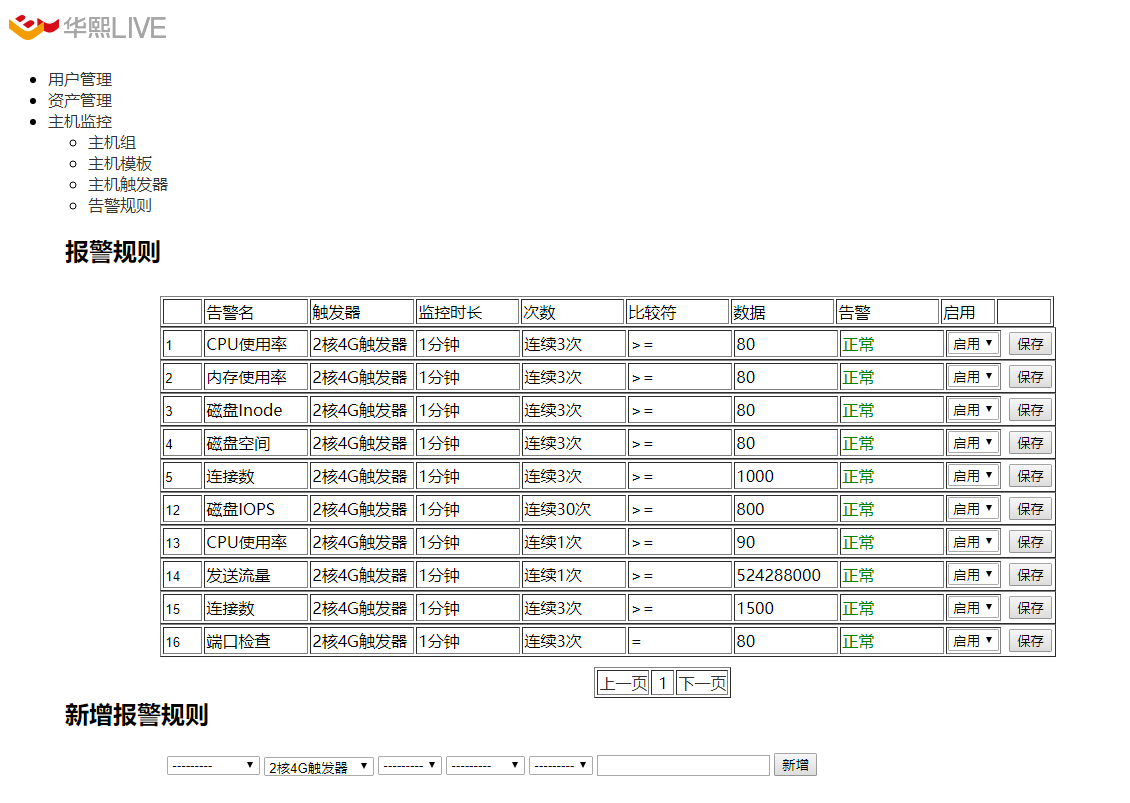 华熙LIVE
用户管理
资产管理
主机监控
主机组
主机模板
主机触发器
告警规则
报警规则
告警名 触发器 监控时长 次数 比较符 数据 告警 启用
1 CPU使用率 2核4G触发器 1分钟 连续3次 >= 80 正常 启用 保存
2 内存使用率 2核4G触发器 1分钟 连续3次 >= 80 正常 启用 保存
3 磁盘Inode 2核4G触发器 1分钟 连续3次 >= 80 正常 启用 保存
4 磁盘空间 2核4G触发器 1分钟 连续3次 >= 80 正常 启用 保存
5 连接数 2核4G触发器 1分钟 连续3次 >= 1000 正常 启用 保存
12 磁盘IOPS 2核4G触发器 1分钟 连续30次 >= 800 正常 启用 保存
13 CPU使用率 2核4G触发器 1分钟 连续1次 >= 90 正常 启用 保存
14 发送流量 2核4G触发器 1分钟 连续1次 >= 524288000 正常 启用 保存
15 连接数 2核4G触发器 1分钟 连续3次 >= 1500 正常 启用 保存
16 端口检查 2核4G触发器 1分钟 连续3次 = 80 正常 启用 保存
上一页 1 下一页
新增报警规则
--------- 2核4G触发器 --------- --------- --------- 新增